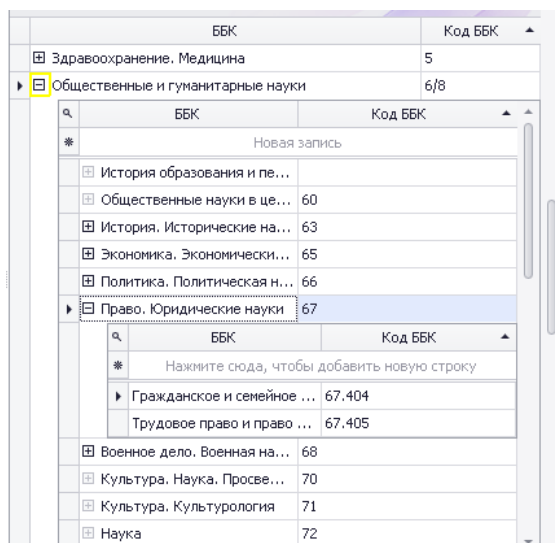 ББК Код ББК
Здравоохранение. Медицина 5
Общественные и гуманитарные науки 6/8
ББК Код ББК
Новая запись
История образования и пе...
Общественные науки в це... 60
История. Исторические на... 63
Экономика. Экономически... 65
Политика. Политическая н... 66
Право. Юридические науки 67
ББК Код ББК
Нажмите сюда, чтобы добавить новую строку
Гражданское и семейное ... 67.404
Трудовое право и право ... 67.405
Военное дело. Военная на... 68
Культура. Наука. Просве... 70
Культура. Культурология 71
Наука 72